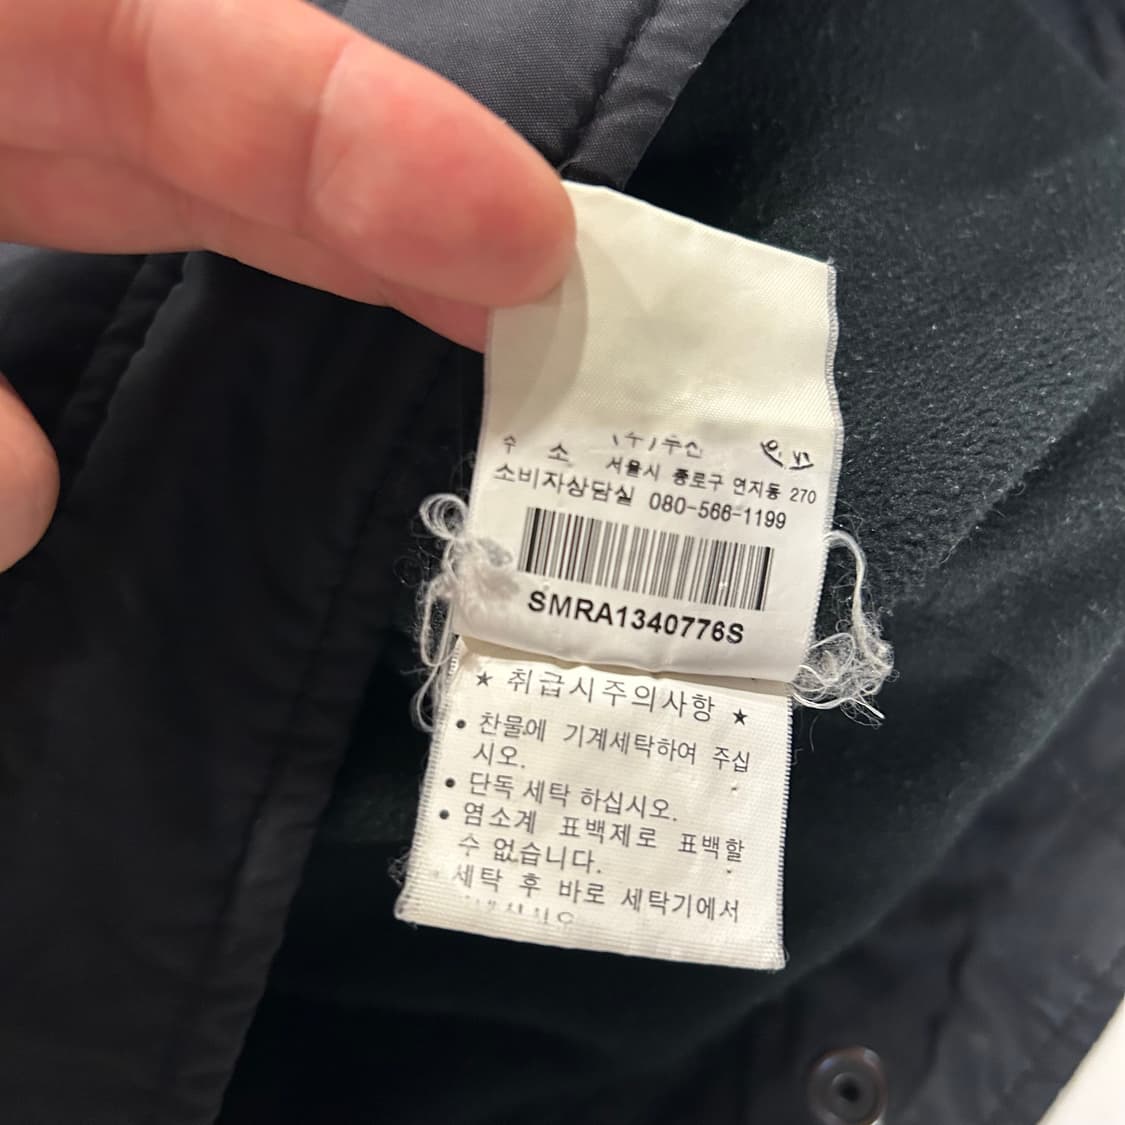 수 소
서울시 종로구 연지동 270
소비자상담실 080-566-1199
SMRA1340776S
★ 취급시주의사항 ★
• 찬물에 기계세탁하여 주십
시오.
• 단독 세탁 하십시오.
• 염소계 표백제로 표백할
수 없습니다.
세탁 후 바로 세탁기에서